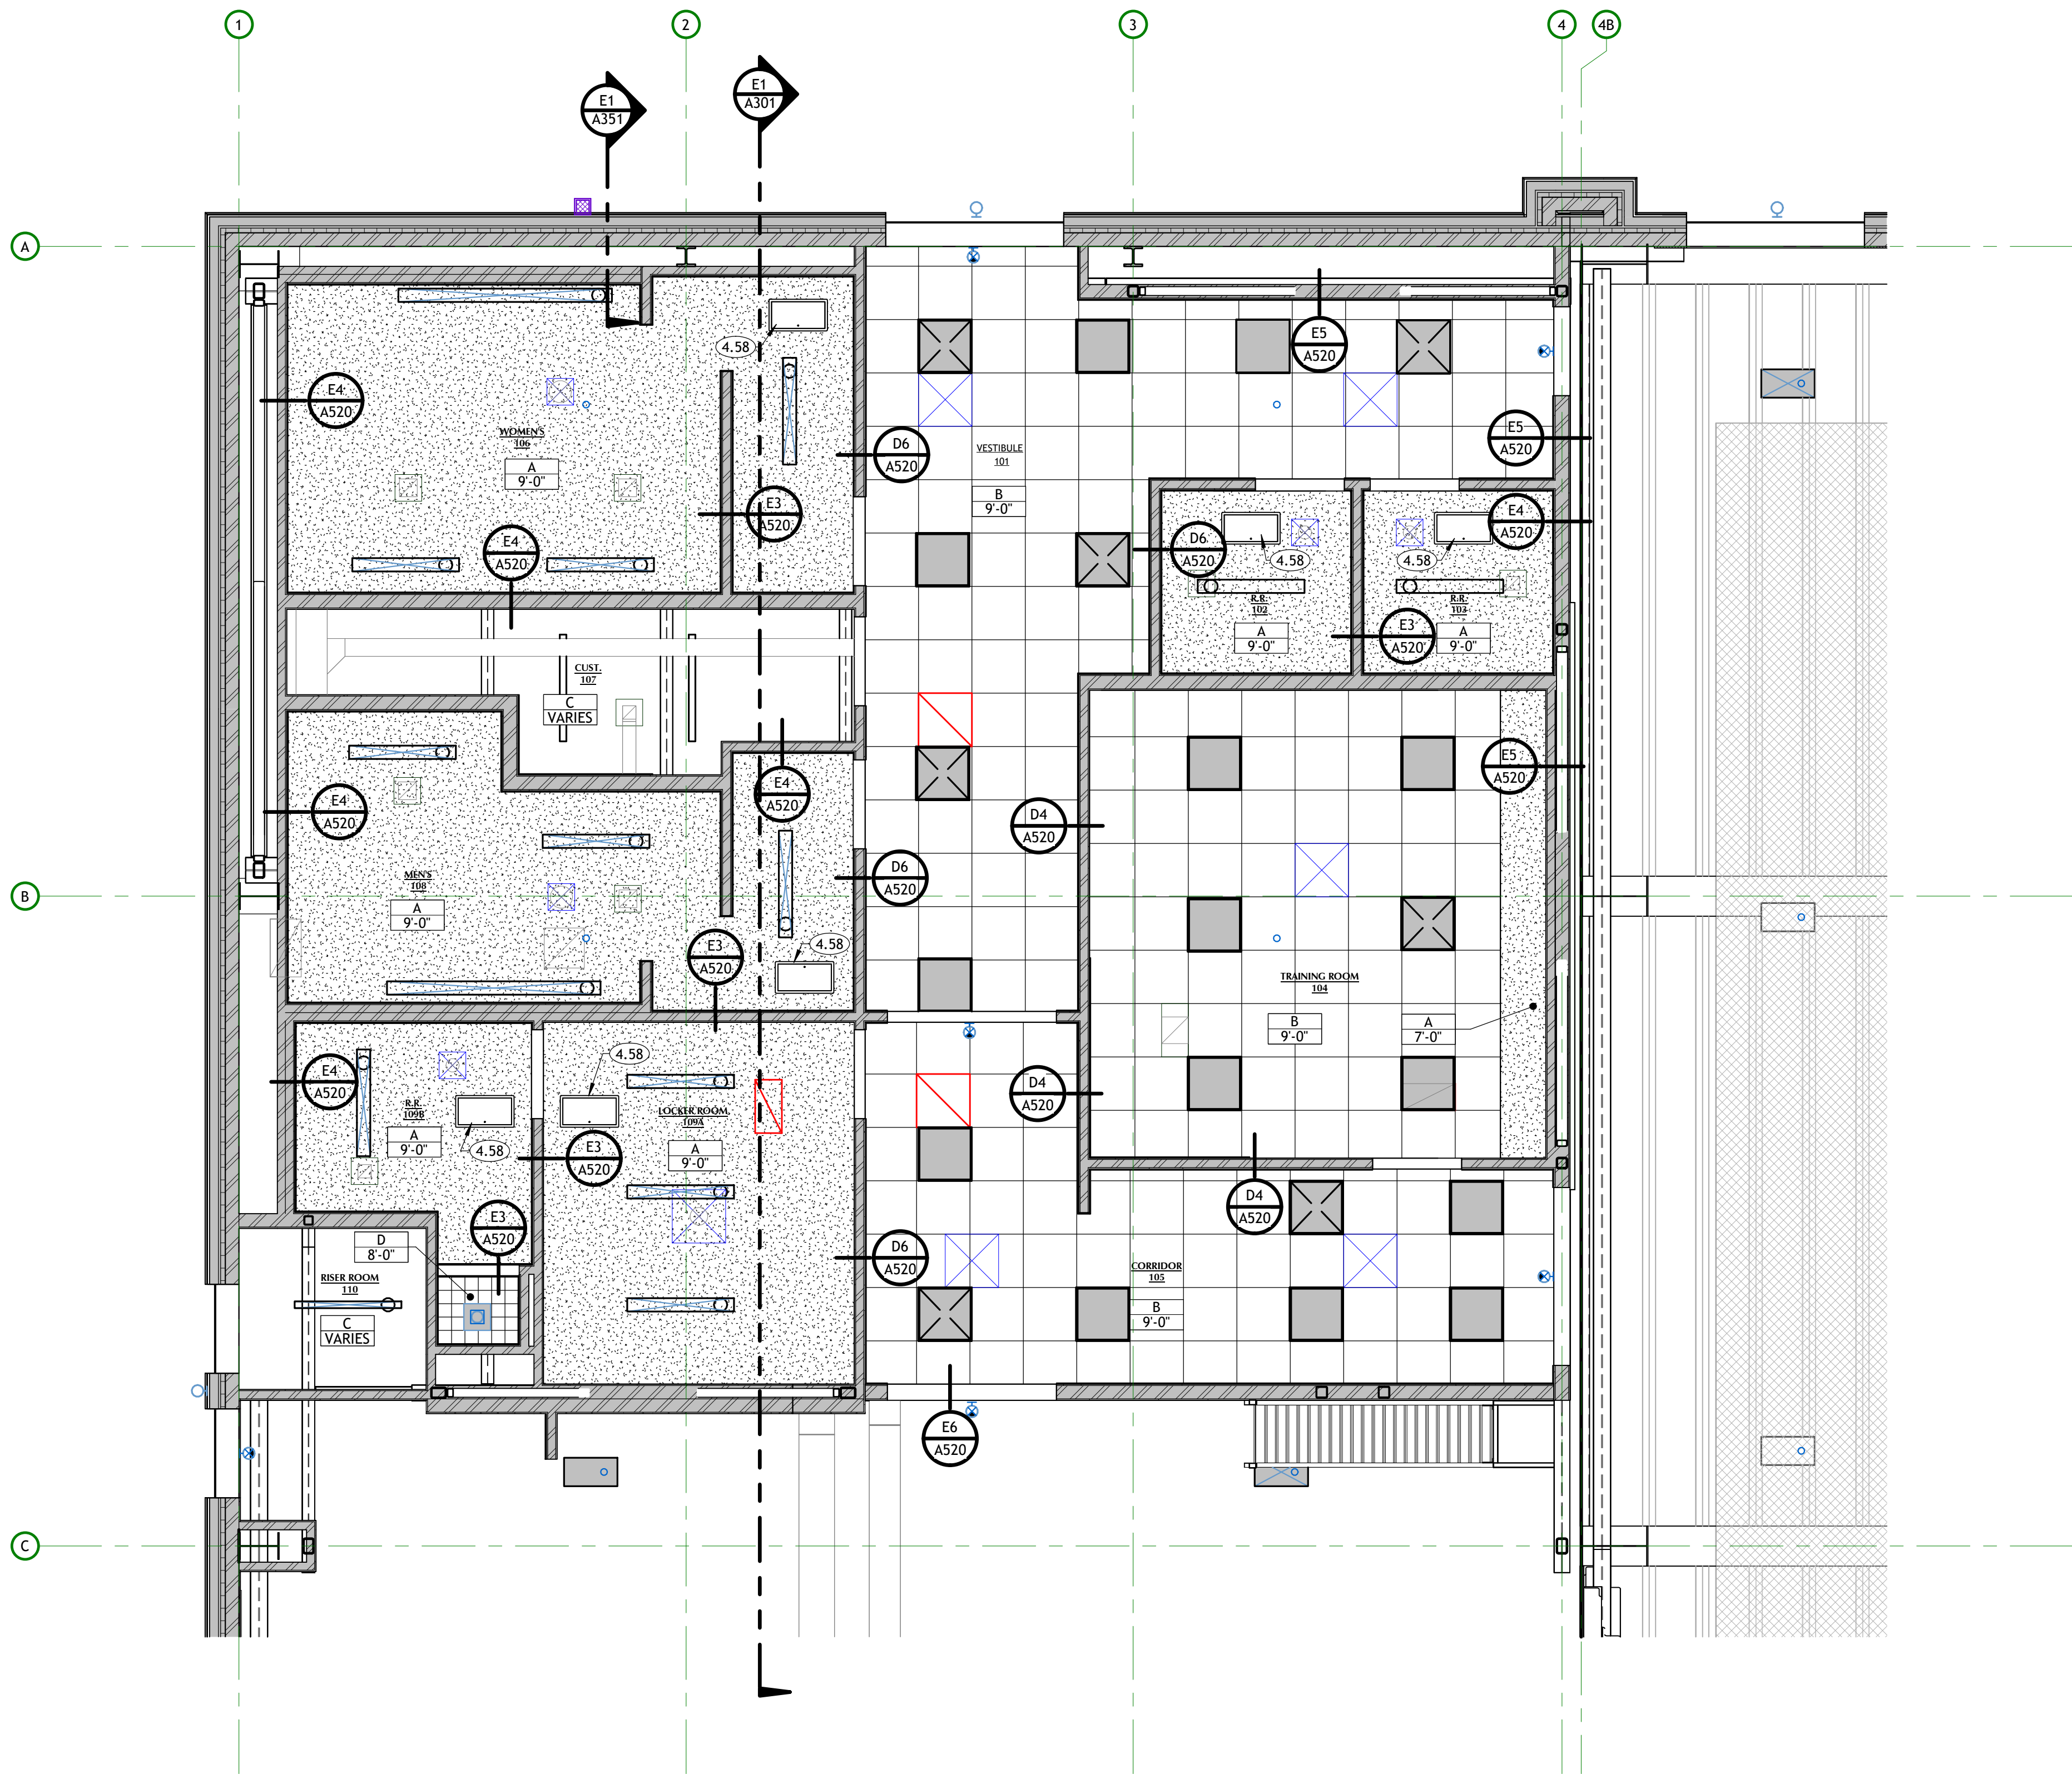 1
2
3
4
4B
E1
A351
E1
A301
A
4.58
E5
A520
E4
A520
WOMEN'S
106
A
9'-0"
D6
A520
VESTIBULE
101
B
9'-0"
E5
A520
E3
A520
E4
A520
D6
A520
4.58
R.R.
102
A
9'-0"
E4
A520
4.58
R.R.
103
A
9'-0"
E3
A520
CUST.
107
C
VARIES
E4
A520
E4
A520
D4
A520
E5
A520
B
MEN'S
108
A
9'-0"
D6
A520
E3
A520
4.58
TRAINING ROOM
104
B
9'-0"
A
7'-0"
E4
A520
4.58
D4
A520
R.R.
109B
A
9'-0"
4.58
LOCKER ROOM
109A
A
9'-0"
E3
A520
E3
A520
D4
A520
D
8'-0"
RISER ROOM
110
C
VARIES
D6
A520
CORRIDOR
105
B
9'-0"
E6
A520
C